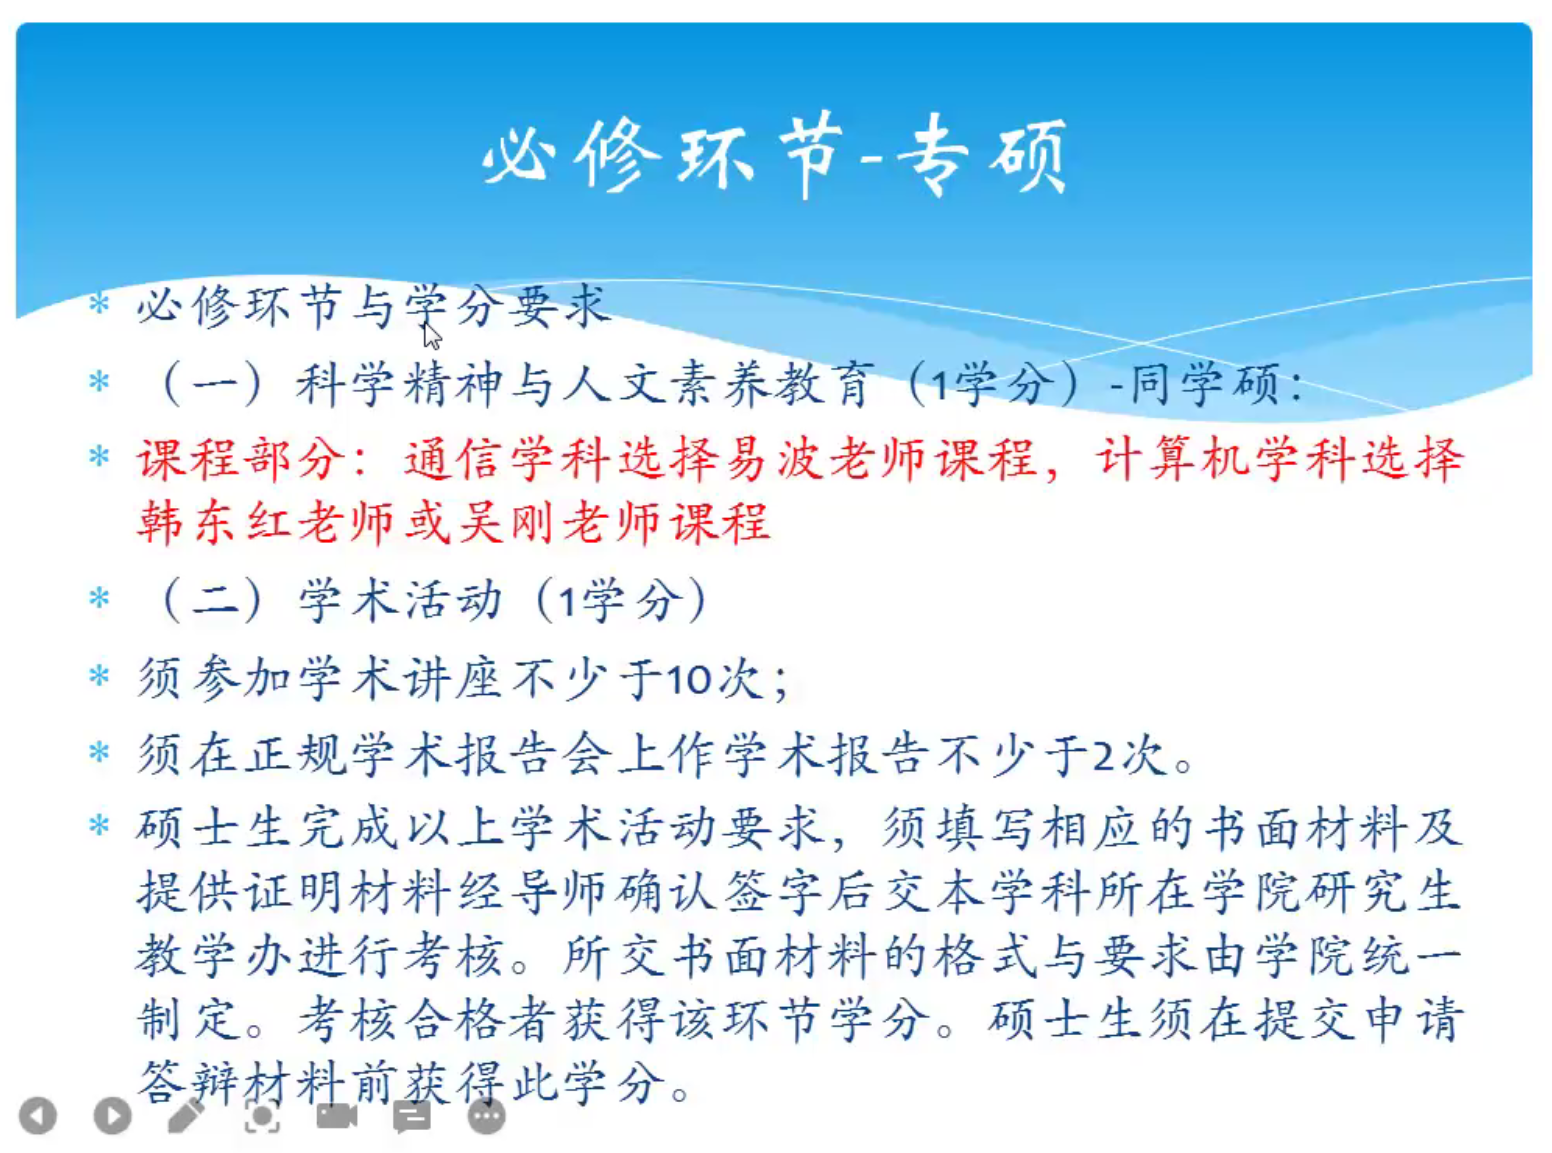 必修环节-专硕
* 必修环节与学分要求
* （一）科学精神与人文素养教育（1学分）-同学硕：
* 课程部分：通信学科选择易波老师课程，计算机学科选择
韩东红老师或吴刚老师课程
* （二）学术活动（1学分）
* 须参加学术讲座不少于10次；
* 须在正规学术报告会上作学术报告不少于2次。
* 硕士生完成以上学术活动要求，须填写相应的书面材料及
提供证明材料经导师确认签字后交本学科所在学院研究生
教学办进行考核。所交书面材料的格式与要求由学院统一
制定。考核合格者获得该环节学分。硕士生须在提交申请
答辩材料前获得此学分。